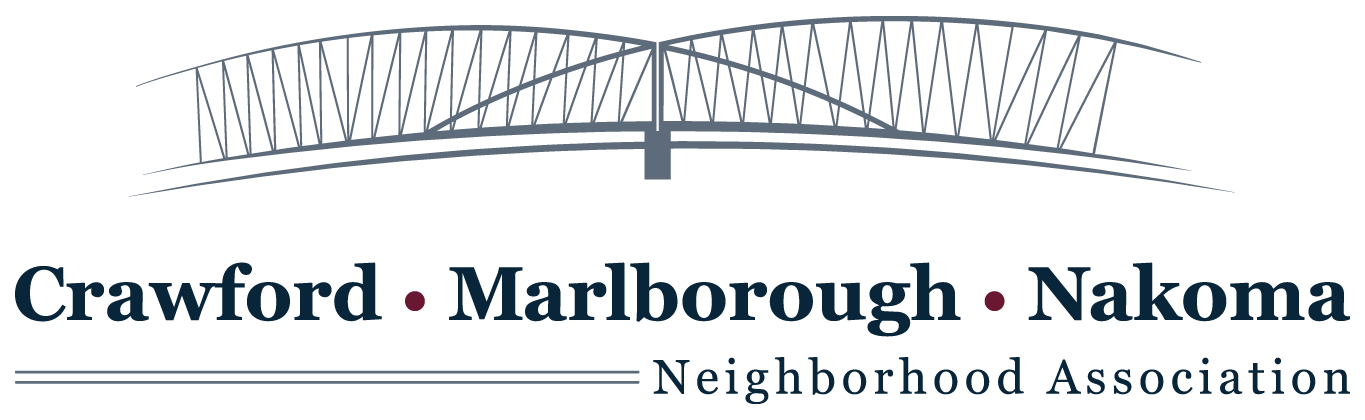 Crawford • Marlborough • Nakoma
Neighborhood Association